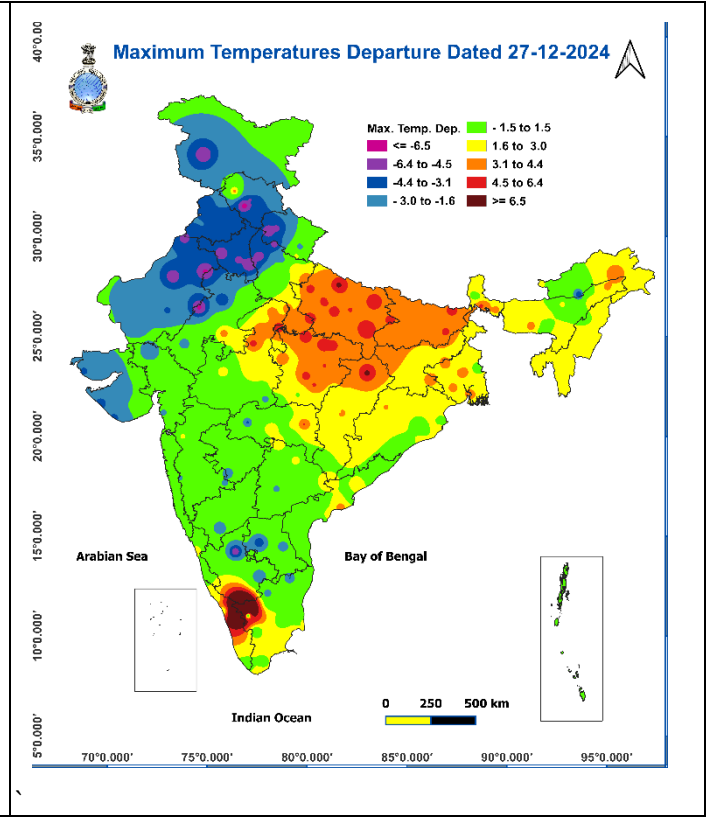 Maximum Temperatures Departure Dated 27-12-2024
Max. Temp. Dep.
<= -6.5
-6.4 to -4.5
-4.4 to -3.1
- 3.0 to -1.6
- 1.5 to 1.5
1.6 to 3.0
3.1 to 4.4
4.5 to 6.4
>= 6.5
40°0.00
35°0.000'
30°0.000'
25°0.000'
20°0.000'
15°0.000'
10°0.000'
5°0.000'
Arabian Sea
Bay of Bengal
Indian Ocean
0 250 500 km
70°0.000' 75°0.000' 80°0.000' 85°0.000' 90°0.000' 95°0.000'
`